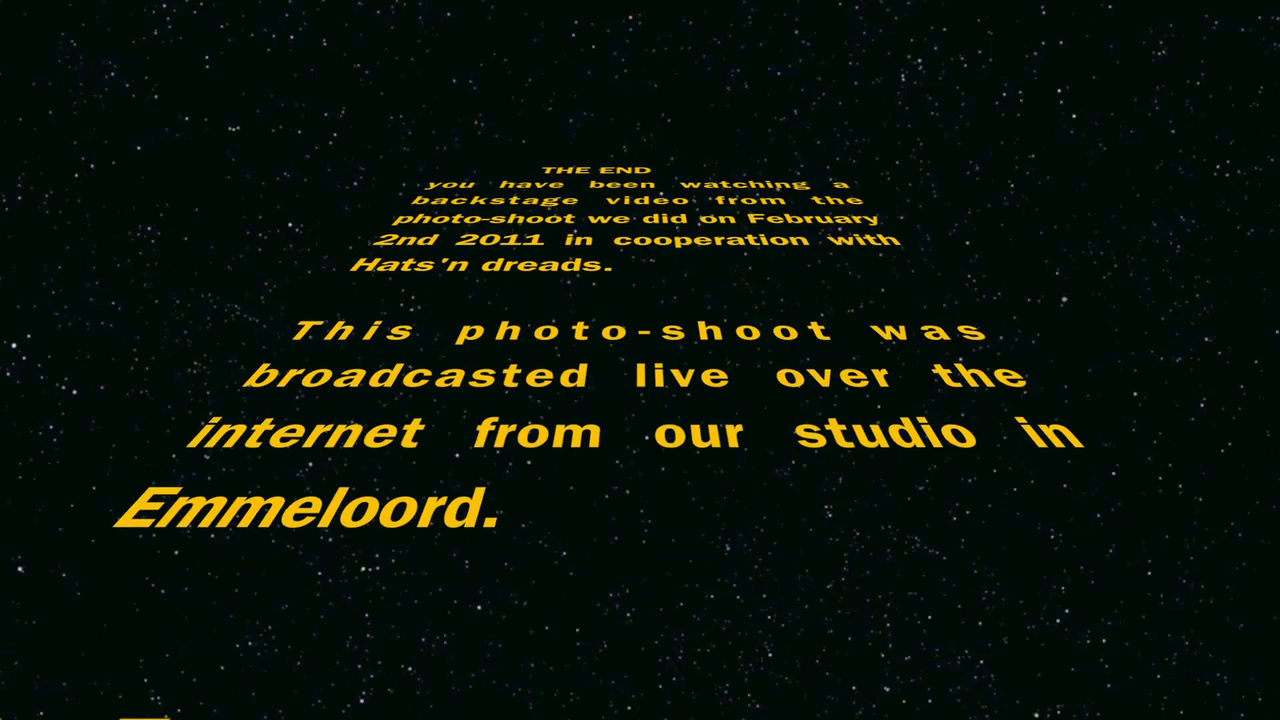 THE END
you have been watching a
backstage video from the
photo-shoot we did on February
2nd 2011 in cooperation with
Hats'n dreads.
This photo-shoot was
broadcasted live over the
internet from our studio in
Emmeloord.